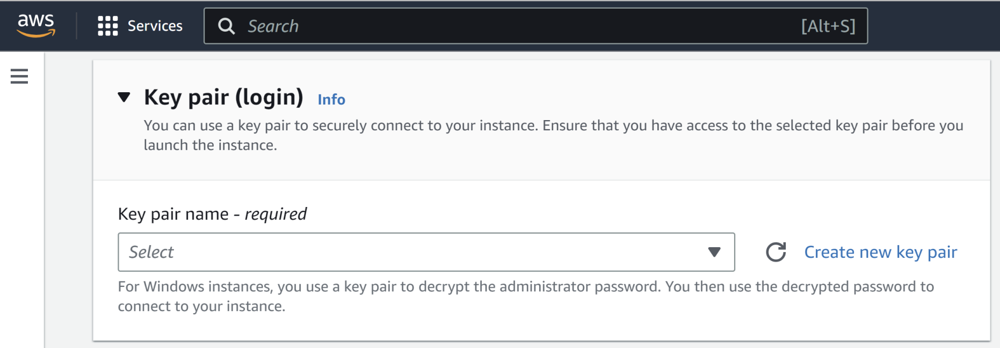 aws
Services
Search
[Alt+S]
Key pair (login) Info
You can use a key pair to securely connect to your instance. Ensure that you have access to the selected key pair before you
launch the instance.
Key pair name - required
Select
Create new key pair
For Windows instances, you use a key pair to decrypt the administrator password. You then use the decrypted password to
connect to your instance.